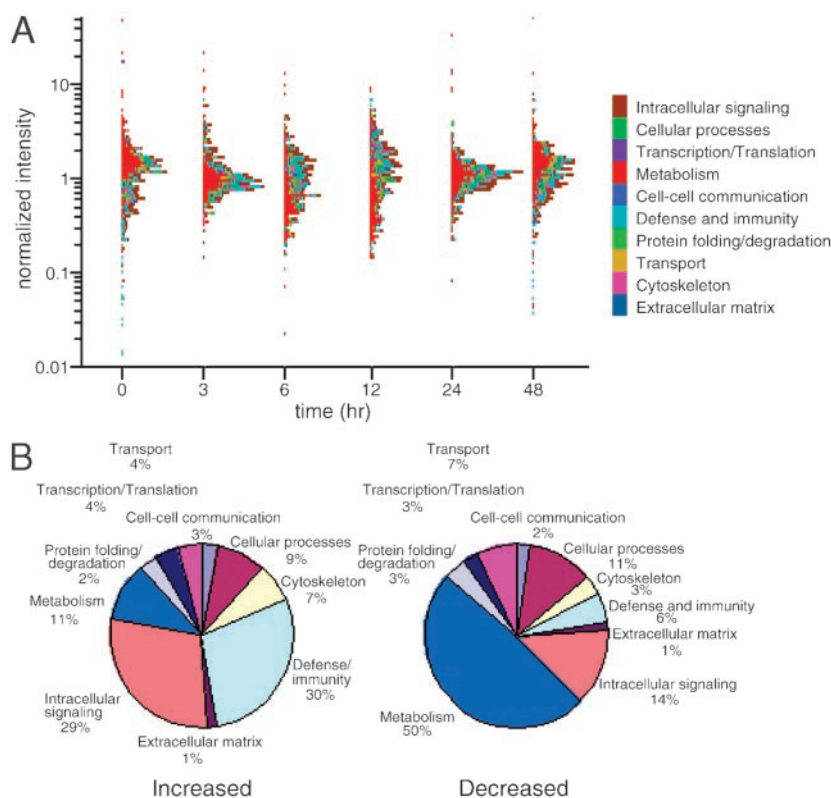 A
normalized intensity
10
1
0.1
0.01
0
3
6
12
24
48
time (hr)
Intracellular signaling
Cellular processes
Transcription/Translation
Metabolism
Cell-cell communication
Defense and immunity
Protein folding/degradation
Transport
Cytoskeleton
Extracellular matrix
B
Transport
4%
Transcription/Translation
4%
Cell-cell communication
3%
Cellular processes
9%
Protein folding/
degradation
2%
Cytoskeleton
7%
Metabolism
11%
Defense/
immunity
30%
Intracellular
signaling
29%
Extracellular matrix
1%
Increased
Transport
7%
Transcription/Translation
3%
Cell-cell communication
2%
Cellular processes
11%
Protein folding/
degradation
3%
Cytoskeleton
3%
Defense and immunity
6%
Extracellular matrix
1%
Intracellular signaling
14%
Metabolism
50%
Decreased